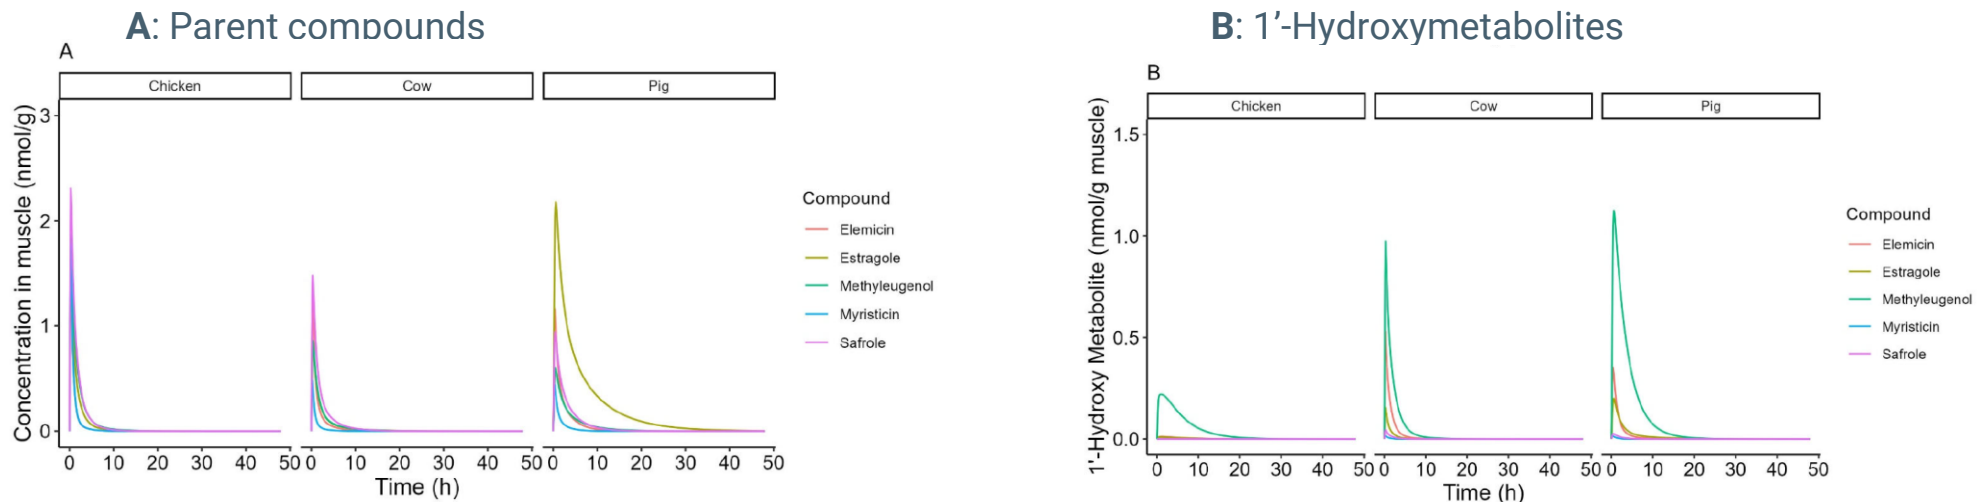 A: Parent compounds
A
Chicken
Cow
Pig
Concentration in muscle (nmol/g)
3
2
1
0
0 10 20 30 40 50
0 10 20 30 40 50
0 10 20 30 40 50
Time (h)
Compound
Elemicin
Estragole
Methyleugenol
Myristicin
Safrole
B: 1’-Hydroxymetabolites
B
Chicken
Cow
Pig
1'-Hydroxy Metabolite (nmol/g muscle)
1.5
1.0
0.5
0.0
0 10 20 30 40 50
0 10 20 30 40 50
0 10 20 30 40 50
Time (h)
Compound
Elemicin
Estragole
Methyleugenol
Myristicin
Safrole